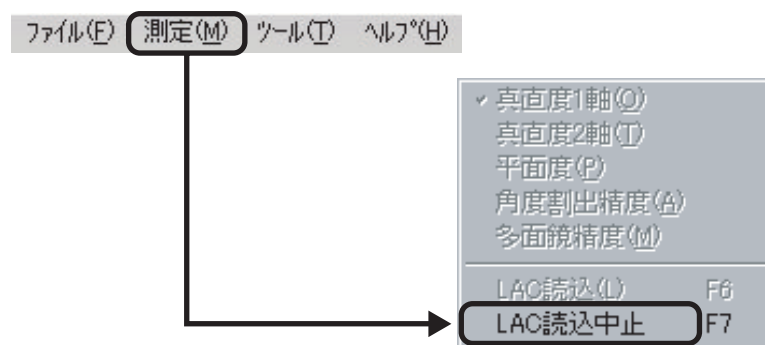 ファイル(F) 測定(M) ツール(T) ヘルプ(H)
✓ 真直度1軸(O)
真直度2軸(T)
平面度(P)
角度割出精度(A)
多面鏡精度(M)
LAC読込(L) F6
LAC読込中止 F7